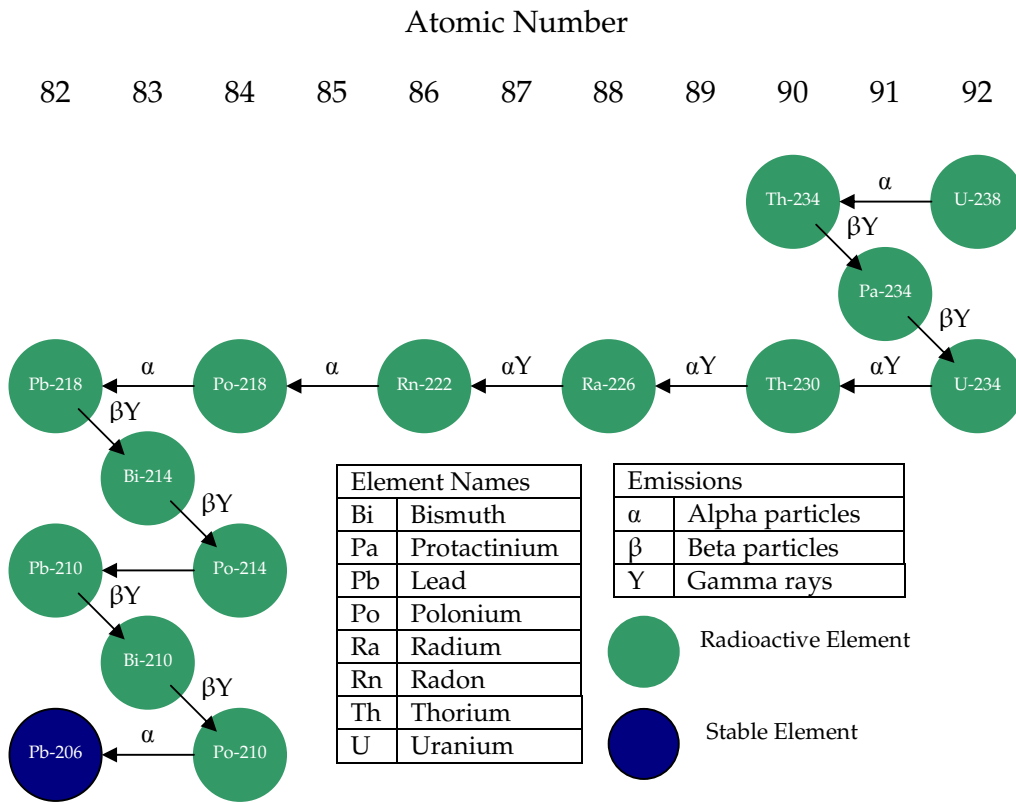 Atomic Number
82 83 84 85 86 87 88 89 90 91 92
Th-234 α U-238
βY
Pa-234
βY
Pb-218 α Po-218 α Rn-222 αY Ra-226 αY Th-230 αY U-234
βY
Bi-214
βY
Pb-210 Po-214
βY
Bi-210
βY
Pb-206 α Po-210
Element Names
Bi Bismuth
Pa Protactinium
Pb Lead
Po Polonium
Ra Radium
Rn Radon
Th Thorium
U Uranium
Emissions
α Alpha particles
β Beta particles
Y Gamma rays
Radioactive Element
Stable Element